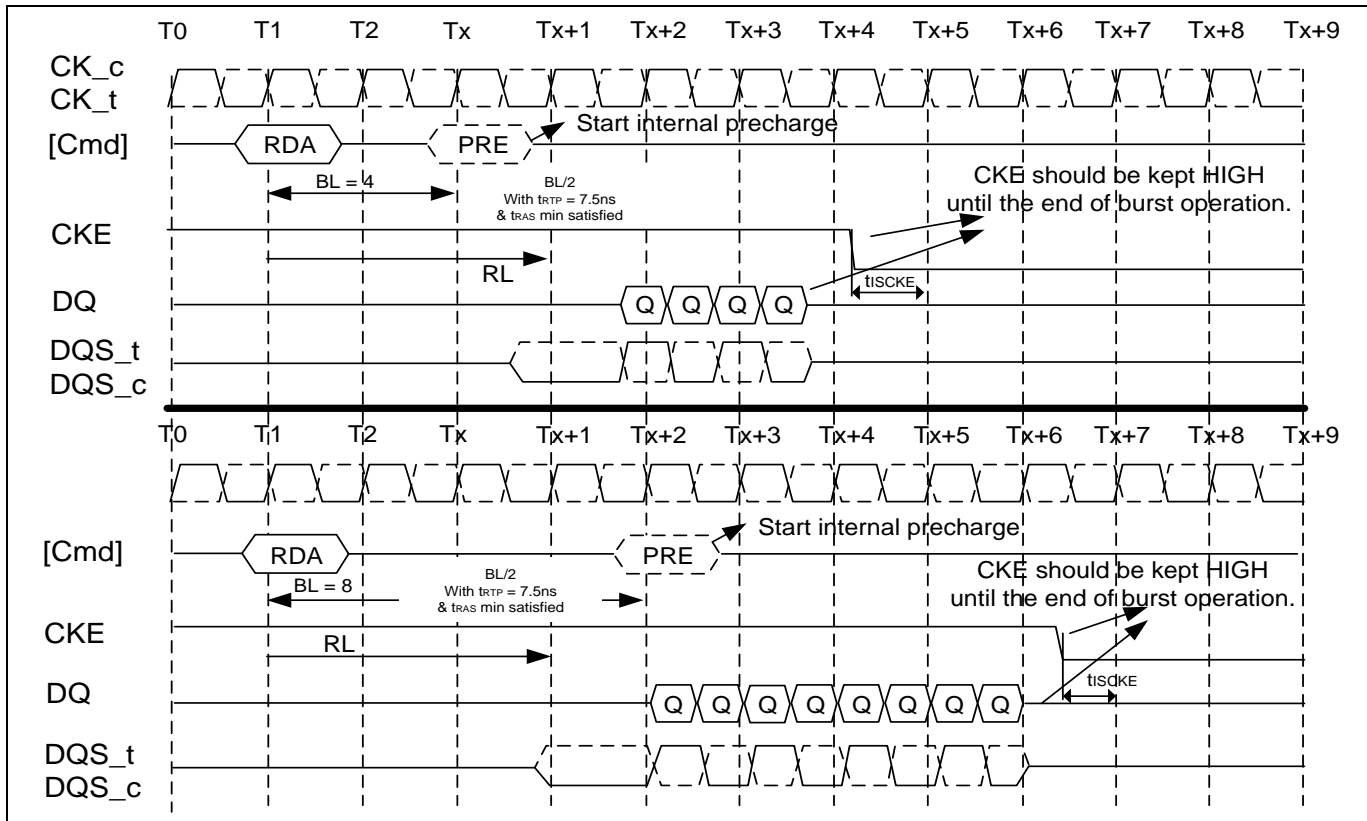 T0 T1 T2 Tx Tx+1 Tx+2 Tx+3 Tx+4 Tx+5 Tx+6 Tx+7 Tx+8 Tx+9
CK_c
CK_t
Start internal precharge
[Cmd] RDA PRE
BL = 4
BL/2
With tRTP = 7.5ns
& tRAS min satisfied
CKE should be kept HIGH
until the end of burst operation.
CKE
RL
tISCKE
DQ Q Q Q Q
DQS_t
DQS_c
T0 T1 T2 Tx Tx+1 Tx+2 Tx+3 Tx+4 Tx+5 Tx+6 Tx+7 Tx+8 Tx+9
Start internal precharge
[Cmd] RDA PRE
BL = 8
BL/2
With tRTP = 7.5ns
& tRAS min satisfied
CKE should be kept HIGH
until the end of burst operation.
CKE
RL
tISCKE
DQ Q Q Q Q Q Q Q Q
DQS_t
DQS_c